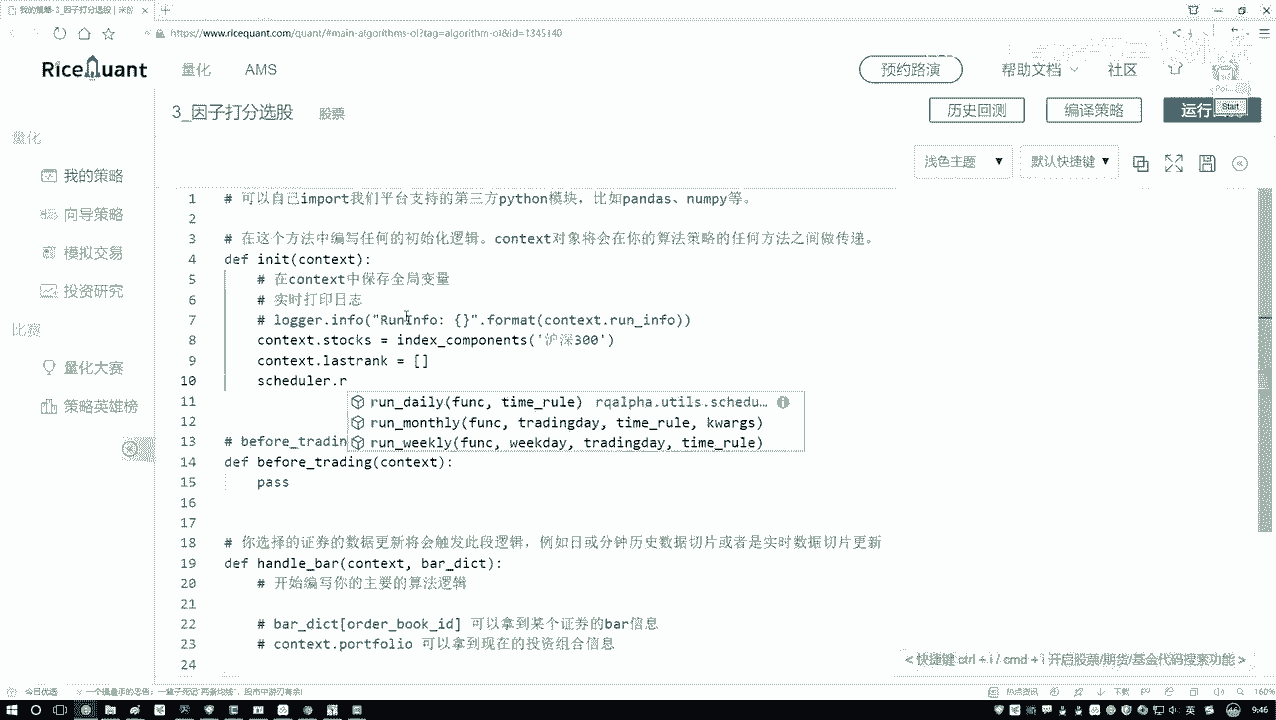 我的策略-3_因子打分选股 | 米筐
https://www.ricequant.com/quant/#main-algorithms-ol?tag=algorithm-ol&id=1345140
RiceQuant 量化 AMS 预约路演 帮助文档 社区
3_因子打分选股 股票 历史回测 编译策略 运行 Start
量化
浅色主题 默认快捷键
我的策略
向导策略
模拟交易
投资研究
比赛
量化大赛
策略英雄榜
1 # 可以自己import我们平台支持的第三方python模块，比如pandas、numpy等。
2
3 # 在这个方法中编写任何的初始化逻辑。context对象将会在你的算法策略的任何方法之间做传递。
4 def init(context):
5 # 在context中保存全局变量
6 # 实时打印日志
7 # logger.info("RunInfo: {}".format(context.run_info))
8 context.stocks = index_components('沪深300')
9 context.lastrank = []
10 scheduler.r
11 run_daily(func, time_rule) rqalpha.utils.schedu…
12 run_monthly(func, tradingday, time_rule, kwargs)
13 # before_tradin run_weekly(func, weekday, tradingday, time_rule)
14 def before_trading(context):
15 pass
16
17
18 # 你选择的证券的数据更新将会触发此段逻辑，例如日或分钟历史数据切片或者是实时数据切片更新
19 def handle_bar(context, bar_dict):
20 # 开始编写你的主要的算法逻辑
21
22 # bar_dict[order_book_id] 可以拿到某个证券的bar信息
23 # context.portfolio 可以拿到现在的投资组合信息
24
< 快捷键 ctrl + i / cmd + i 开启股票/期货/基金代码搜索功能 >
今日优选 热点资讯 下载 160%
英 9:46